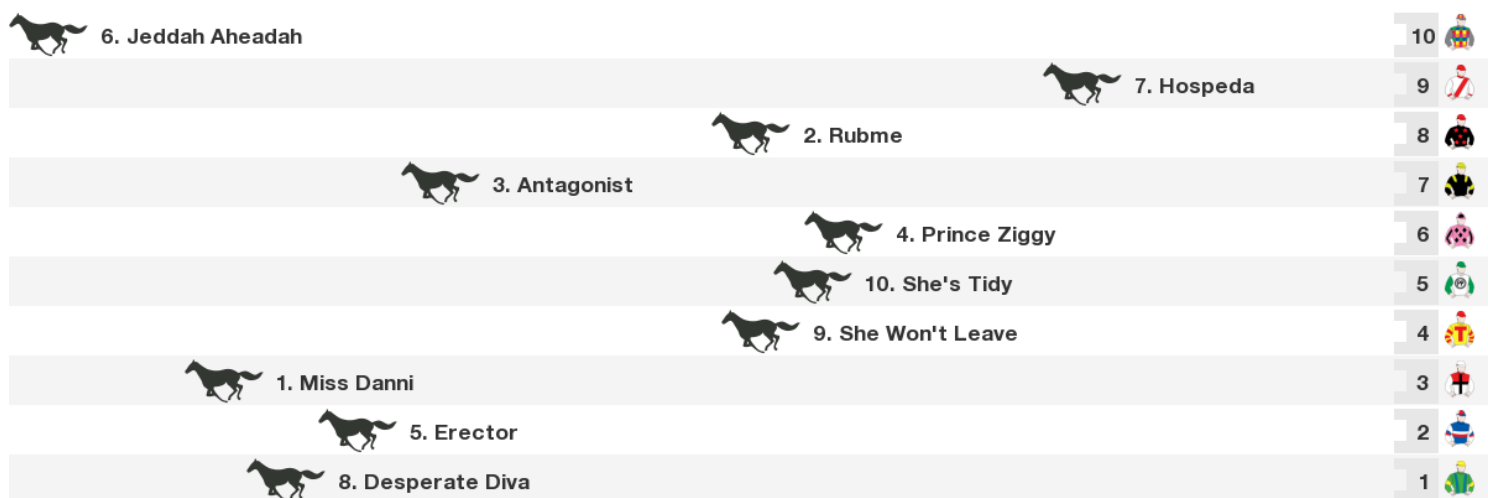 6. Jeddah Aheadah 10
7. Hospeda 9
2. Rubme 8
3. Antagonist 7
4. Prince Ziggy 6
10. She's Tidy 5
9. She Won't Leave 4 T
1. Miss Danni 3
5. Erector 2
8. Desperate Diva 1